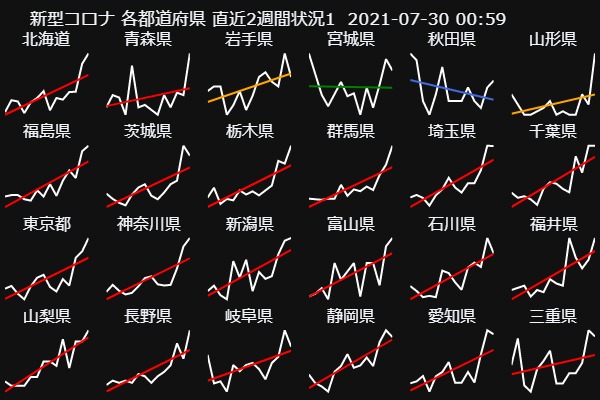 新型コロナ 各都道府県 直近2週間状況1 2021-07-30 00:59
北海道 青森県 岩手県 宮城県 秋田県 山形県
福島県 茨城県 栃木県 群馬県 埼玉県 千葉県
東京都 神奈川県 新潟県 富山県 石川県 福井県
山梨県 長野県 岐阜県 静岡県 愛知県 三重県